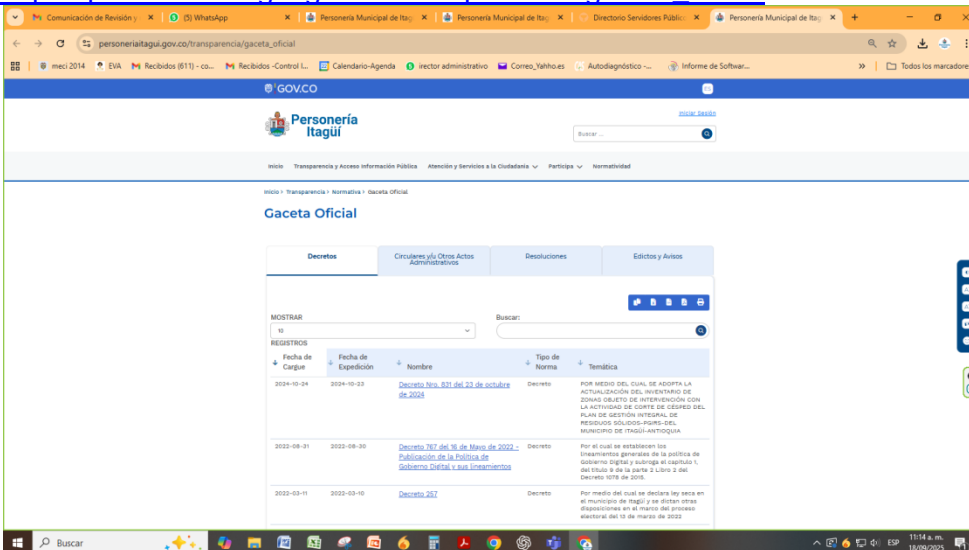 Comunicación de Revisión y
(5) WhatsApp
Personería Municipal de Itag
Personería Municipal de Itag
Directorio Servidores Públic
Personería Municipal de Itag
personeriaitagui.gov.co/transparencia/gaceta_oficial
meci 2014
EVA
Recibidos (611) - co...
Recibidos -Control I...
Calendario-Agenda
irector administrativo
Correo_Yahho.es
Autodiagnóstico -...
Informe de Softwar...
Todos los marcadores
GOV.CO
Iniciar Sesión
Personería
Itagüí
Buscar ...
Inicio Transparencia y Acceso Información Pública Atención y Servicios a la Ciudadanía Participa Normatividad
Inicio > Transparencia > Normativa > Gaceta Oficial
Gaceta Oficial
Decretos
Circulares y/u Otros Actos
Administrativos
Resoluciones
Edictos y Avisos
MOSTRAR
10
REGISTROS
Buscar:
Fecha de
Cargue
Fecha de
Expedición
Nombre
Tipo de
Norma
Temática
2024-10-24
2024-10-23
Decreto Nro. 831 del 23 de octubre
de 2024
Decreto
POR MEDIO DEL CUAL SE ADOPTA LA
ACTUALIZACIÓN DEL INVENTARIO DE
ZONAS OBJETO DE INTERVENCIÓN CON
LA ACTIVIDAD DE CORTE DE CÉSPED DEL
PLAN DE GESTIÓN INTEGRAL DE
RESIDUOS SÓLIDOS-PGIRS-DEL
MUNICIPIO DE ITAGÜÍ-ANTIOQUIA
2022-08-31
2022-08-30
Decreto 767 del 16 de Mayo de 2022 -
Publicación de la Política de
Gobierno Digital y sus lineamientos
Decreto
Por el cual se establecen los
lineamientos generales de la política de
Gobierno Digital y subroga el capítulo 1,
del título 9 de la parte 2 Libro 2 del
Decreto 1078 de 2015.
2022-03-11
2022-03-10
Decreto 257
Decreto
Por medio del cual se declara ley seca en
el municipio de Itagüí y se dictan otras
disposiciones en el marco del proceso
electoral del 13 de marzo de 2022
Buscar
ESP
11:14 a. m.
18/09/2025